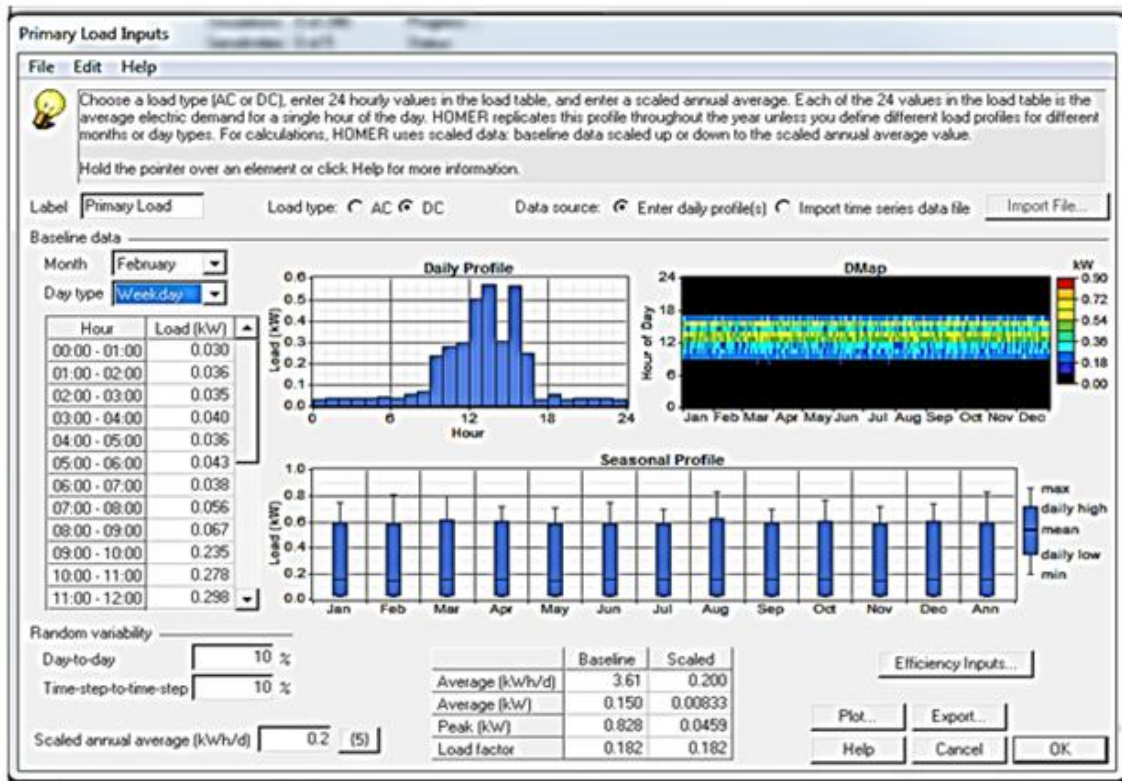 Primary Load Inputs
File Edit Help
Choose a load type (AC or DC), enter 24 hourly values in the load table, and enter a scaled annual average. Each of the 24 values in the load table is the
average electric demand for a single hour of the day. HOMER replicates this profile throughout the year unless you define different load profiles for different
months or day types. For calculations, HOMER uses scaled data: baseline data scaled up or down to the scaled annual average value.
Hold the pointer over an element or click Help for more information.
Label Primary Load Load type: AC DC Data source: Enter daily profile(s) Import time series data file Import File...
Baseline data
Month February
Day type Weekday
Hour Load (kW)
00:00 - 01:00 0.030
01:00 - 02:00 0.036
02:00 - 03:00 0.035
03:00 - 04:00 0.040
04:00 - 05:00 0.036
05:00 - 06:00 0.043
06:00 - 07:00 0.038
07:00 - 08:00 0.056
08:00 - 09:00 0.067
09:00 - 10:00 0.235
10:00 - 11:00 0.278
11:00 - 12:00 0.298
Daily Profile
Load (kW)
0.6
0.5
0.4
0.3
0.2
0.1
0.0
0 6 12 18 24
Hour
DMap
Hour of Day
24
18
12
6
0
Jan Feb Mar Apr May Jun Jul Aug Sep Oct Nov Dec
kW
0.90
0.72
0.54
0.36
0.18
0.00
Seasonal Profile
Load (kW)
1.0
0.8
0.6
0.4
0.2
0.0
Jan Feb Mar Apr May Jun Jul Aug Sep Oct Nov Dec Ann
max
daily high
mean
daily low
min
Random variability
Day-to-day 10 %
Time-step-to-time-step 10 %
Scaled annual average (kWh/d) 0.2 (5)
Baseline Scaled
Average (kWh/d) 3.61 0.200
Average (kW) 0.150 0.00833
Peak (kW) 0.828 0.0459
Load factor 0.182 0.182
Efficiency Inputs...
Plot... Export...
Help Cancel OK